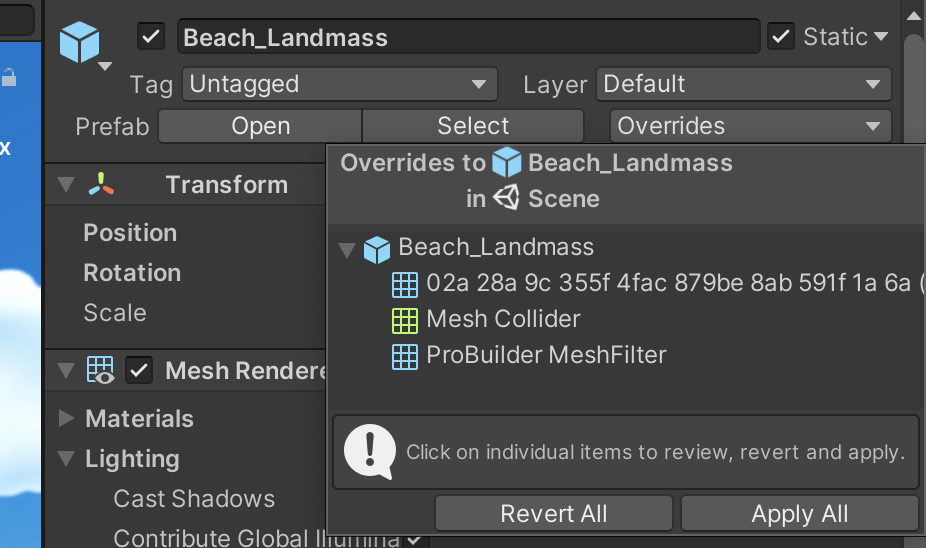 Beach_Landmass
Static
Tag Untagged Layer Default
Prefab Open Select Overrides
x
Overrides to Beach_Landmass
in Scene
Transform
Position
Rotation
Scale
Beach_Landmass
02a 28a 9c 355f 4fac 879be 8ab 591f 1a 6a (
Mesh Collider
ProBuilder MeshFilter
Mesh Rendere
Materials
Lighting
Cast Shadows
Contribute Global Illumina
Click on individual items to review, revert and apply.
Revert All Apply All